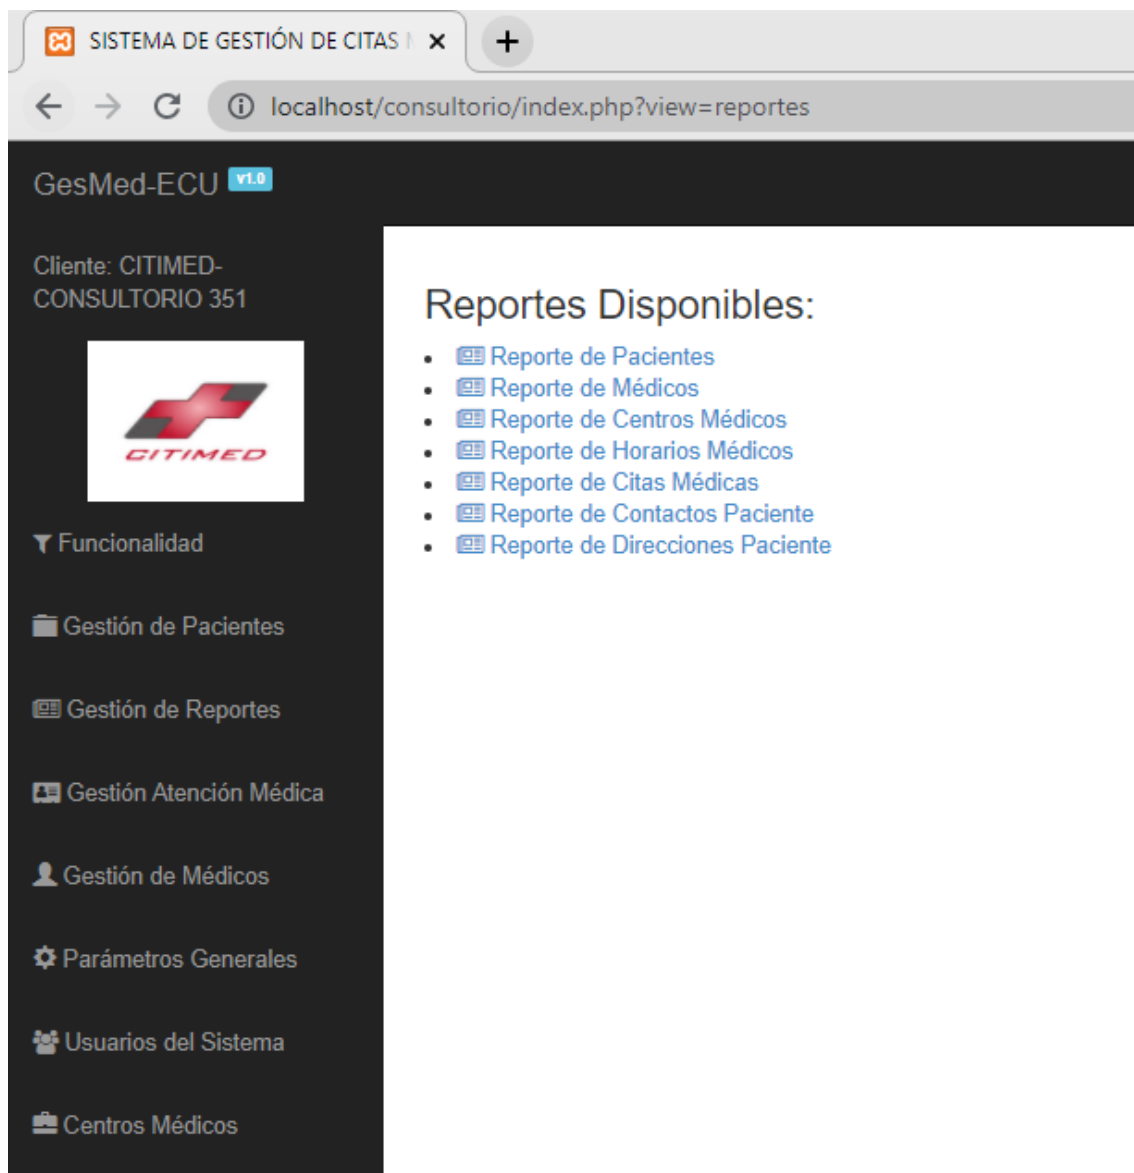 SISTEMA DE GESTIÓN DE CITAS
localhost/consultorio/index.php?view=reportes
GesMed-ECU v1.0
Cliente: CITIMED-
CONSULTORIO 351
CITIMED
Funcionalidad
Gestión de Pacientes
Gestión de Reportes
Gestión Atención Médica
Gestión de Médicos
Parámetros Generales
Usuarios del Sistema
Centros Médicos
Reportes Disponibles:
Reporte de Pacientes
Reporte de Médicos
Reporte de Centros Médicos
Reporte de Horarios Médicos
Reporte de Citas Médicas
Reporte de Contactos Paciente
Reporte de Direcciones Paciente